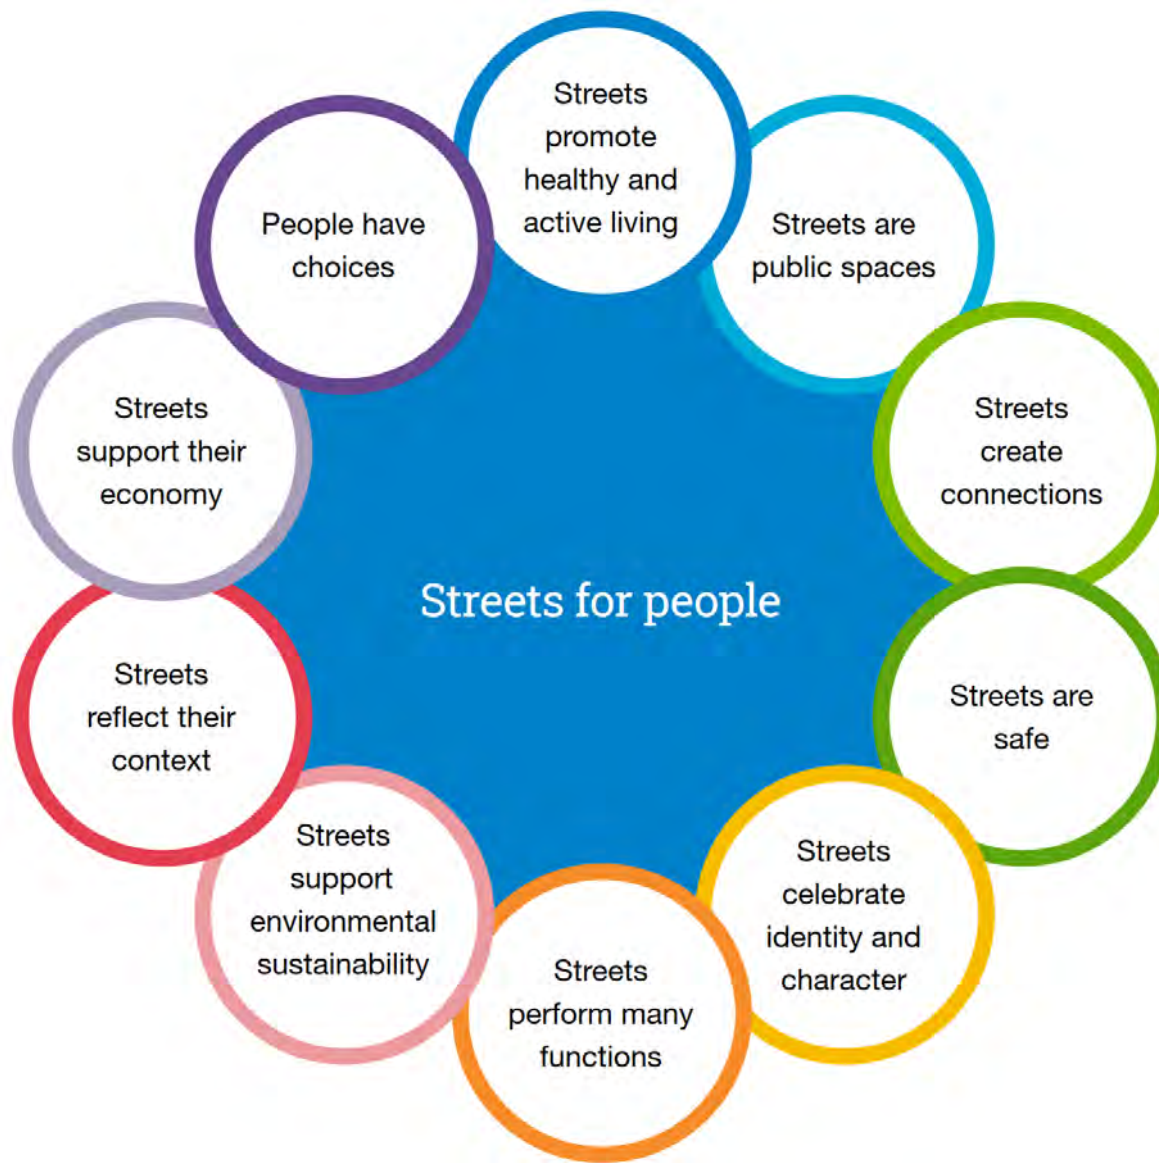 Streets
promote
healthy and
active living
Streets are
public spaces
Streets
create
connections
Streets are
safe
Streets
celebrate
identity and
character
Streets
perform many
functions
Streets
support
environmental
sustainability
Streets
reflect their
context
Streets
support their
economy
People have
choices
Streets for people